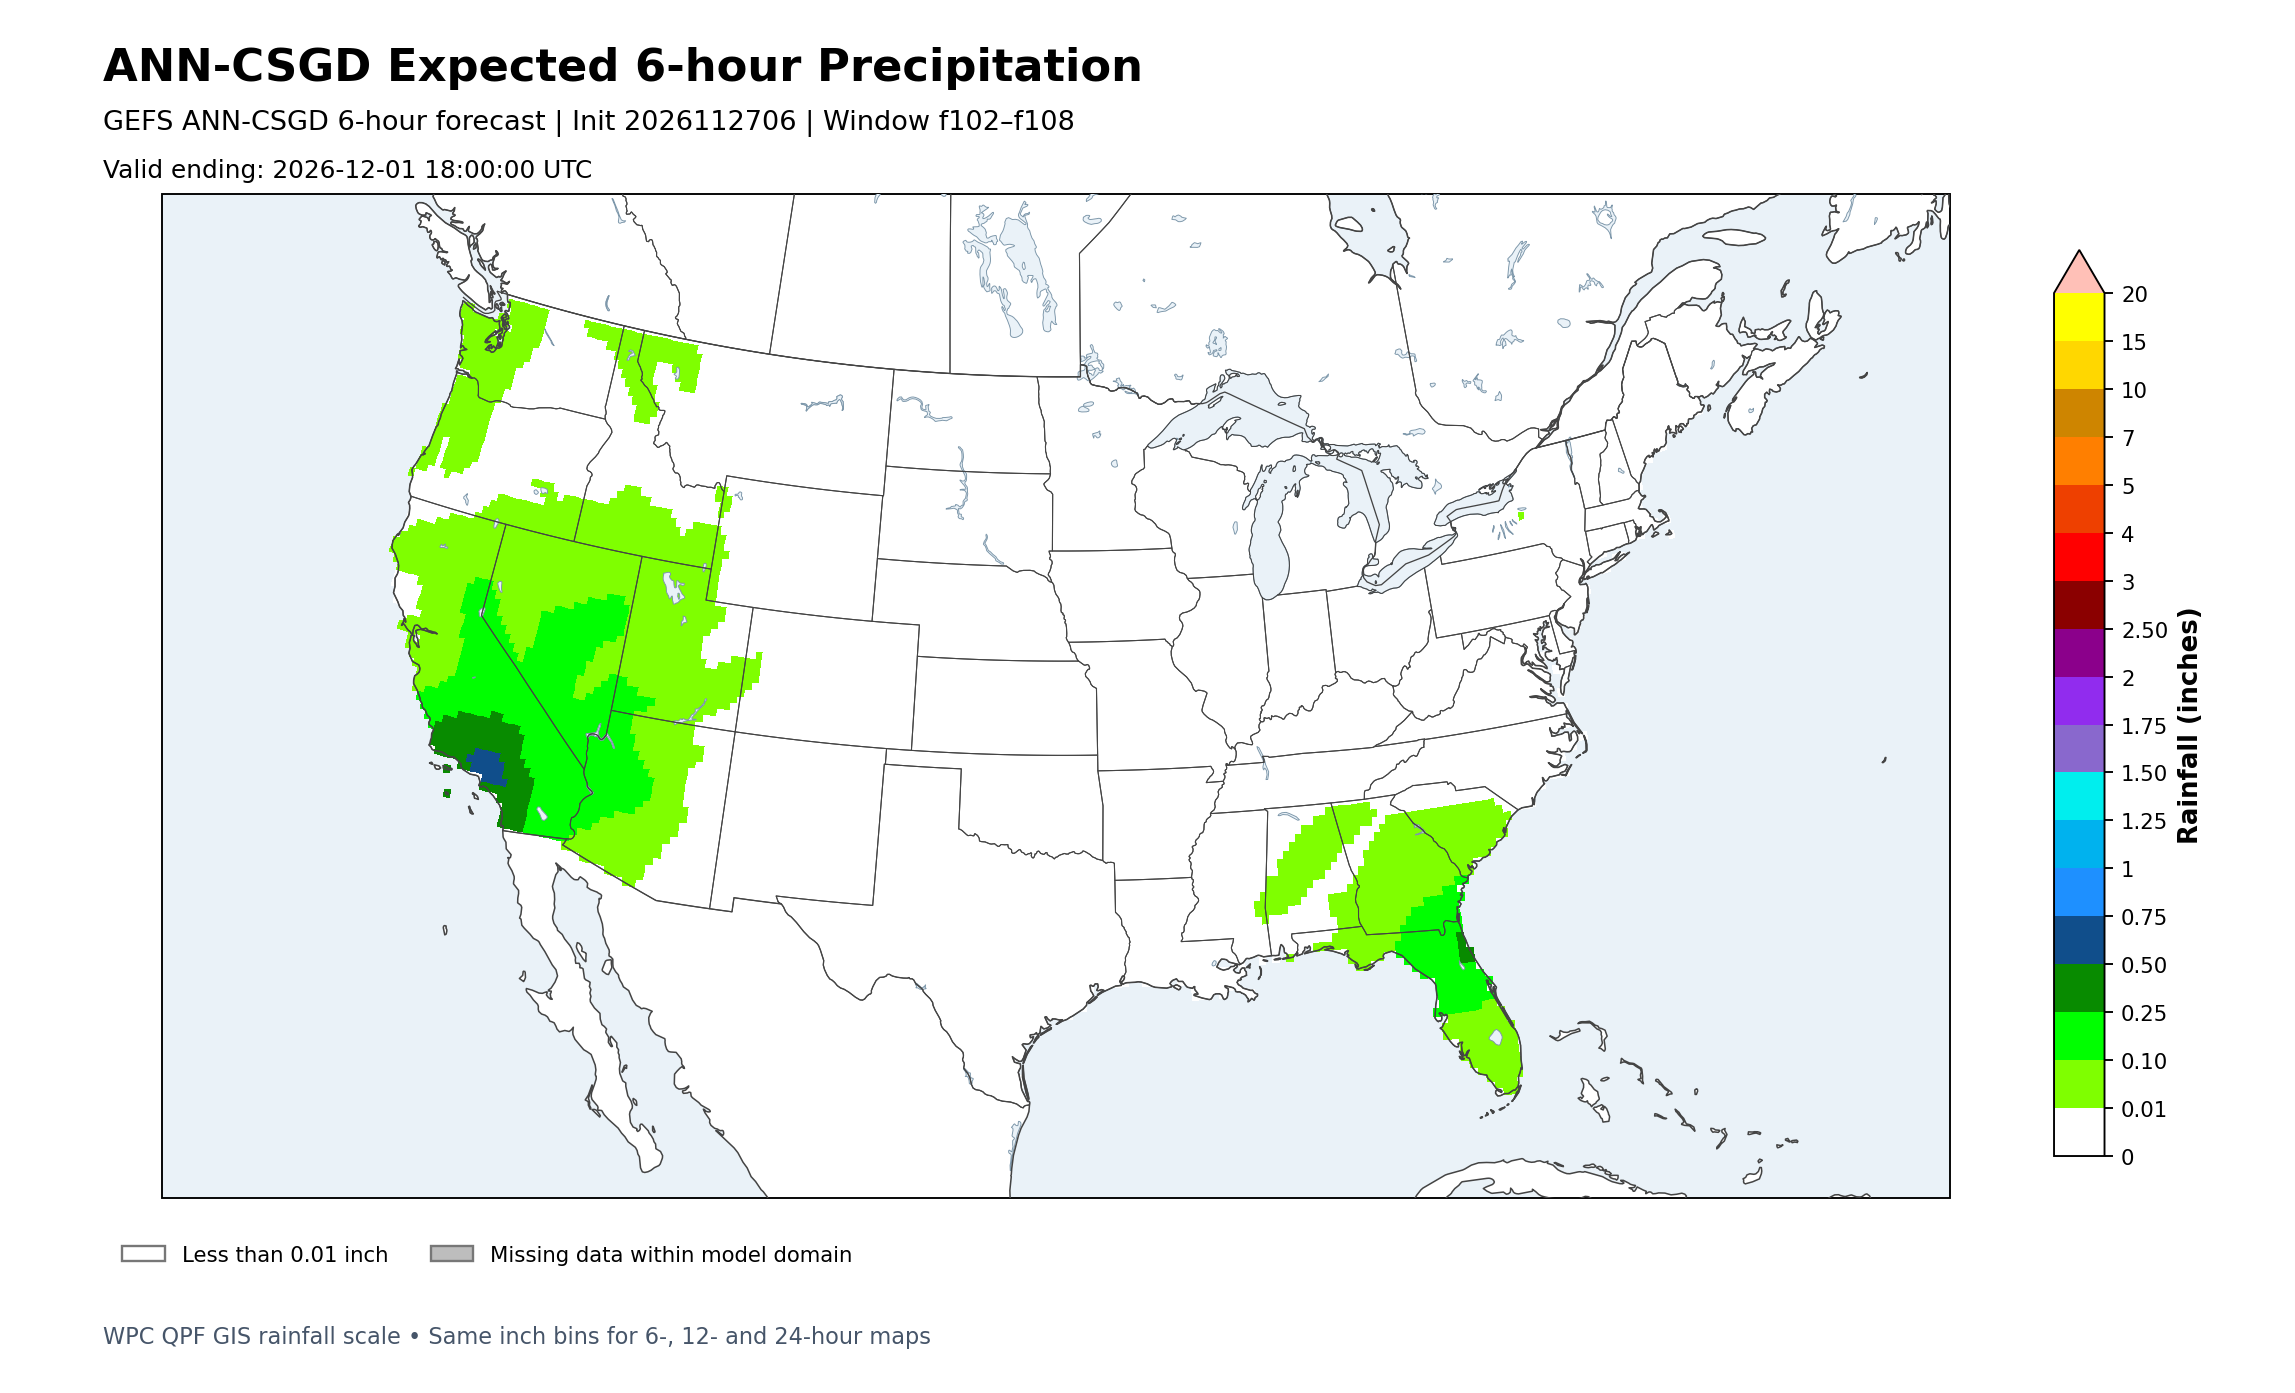 ANN-CSGD Expected 6-hour Precipitation
GEFS ANN-CSGD 6-hour forecast | Init 2026112706 | Window f102–f108
Valid ending: 2026-12-01 18:00:00 UTC
20
15
10
7
5
4
3
2.50
2
1.75
1.50
1.25
1
0.75
0.50
0.25
0.10
0.01
0
Rainfall (inches)
Less than 0.01 inch
Missing data within model domain
WPC QPF GIS rainfall scale • Same inch bins for 6-, 12- and 24-hour maps